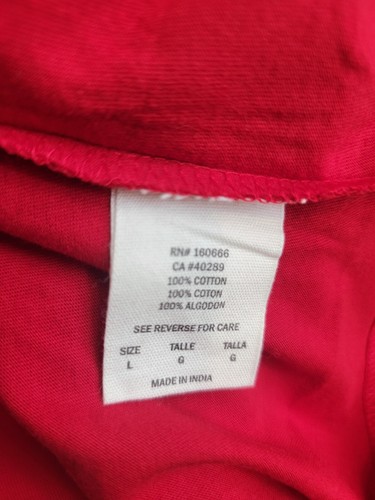 RN# 160666
CA #40289
100% COTTON
100% COTON
100% ALGODON
SEE REVERSE FOR CARE
SIZE TALLE TALLA
L G G
MADE IN INDIA